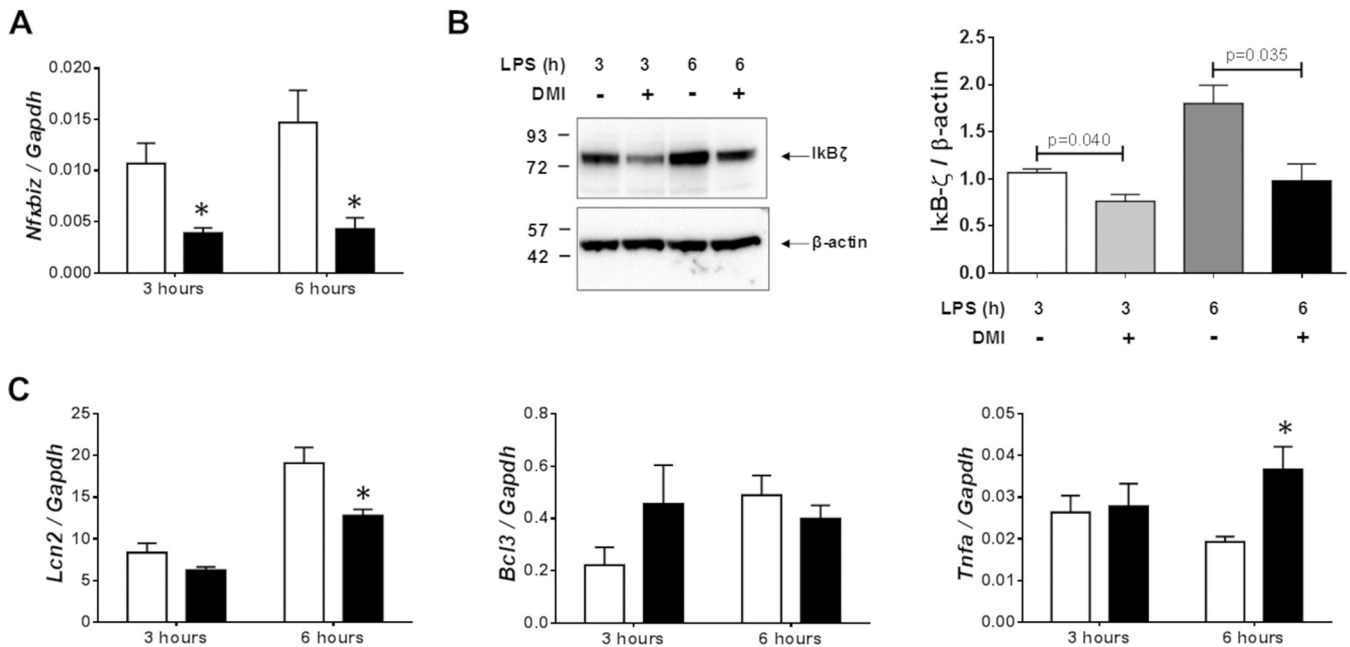 A
Nfκbiz / Gapdh
0.020
0.015
0.010
0.005
0.000
*
*
3 hours
6 hours
B
LPS (h) 3 3 6 6
DMI - + - +
93
72
IkBζ
57
42
β-actin
IκB-ζ / β-actin
2.5
2.0
1.5
1.0
0.5
0.0
p=0.040
p=0.035
LPS (h) 3 3 6 6
DMI - + - +
C
Lcn2 / Gapdh
25
20
15
10
5
0
*
3 hours
6 hours
Bcl3 / Gapdh
0.8
0.6
0.4
0.2
0.0
3 hours
6 hours
Tnfa / Gapdh
0.05
0.04
0.03
0.02
0.01
0.00
*
3 hours
6 hours